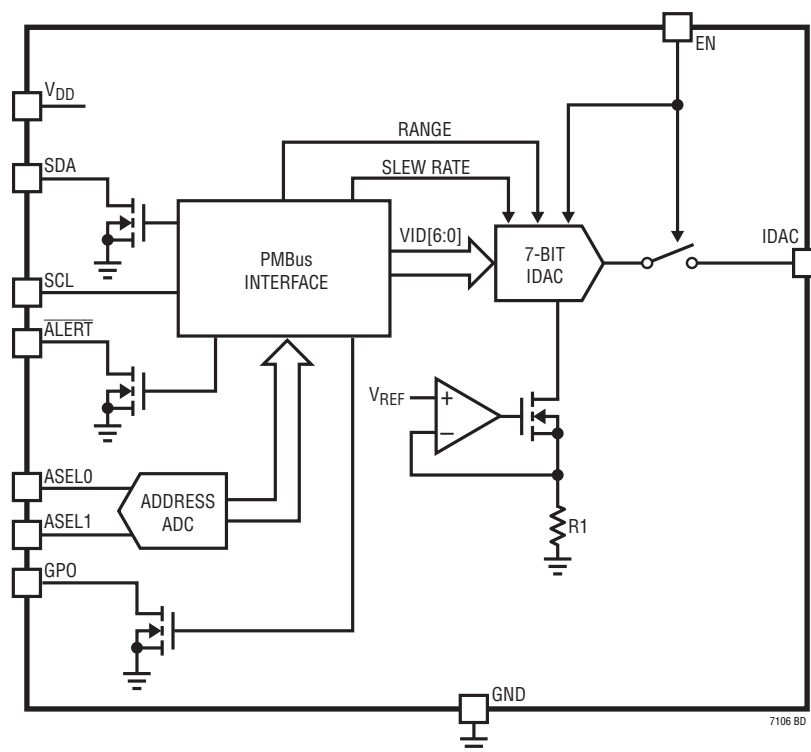 EN
VDD
RANGE
SDA
SLEW RATE
VID[6:0]
7-BIT
IDAC
IDAC
PMBus
INTERFACE
SCL
ALERT
VREF
+
–
ASEL0
ADDRESS
ADC
ASEL1
R1
GPO
GND
7106 BD